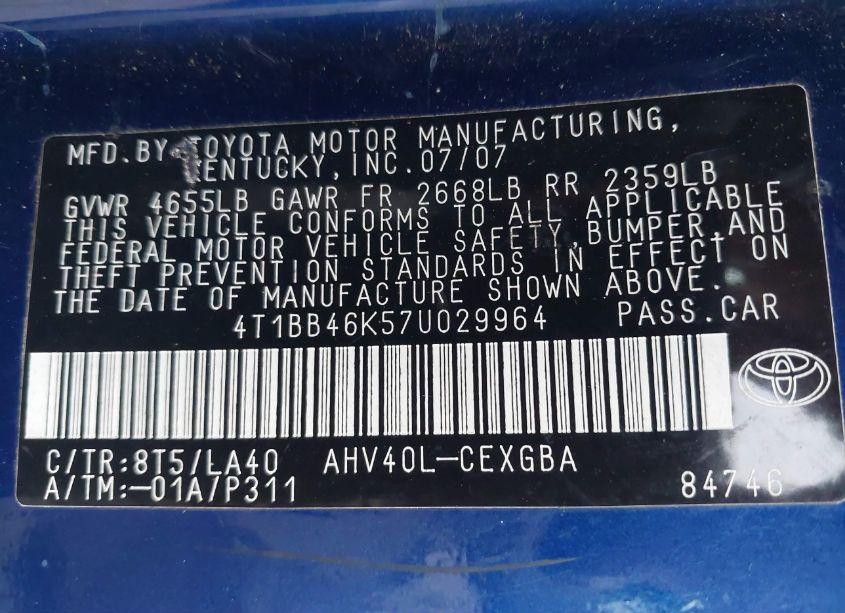 MFD.BY TOYOTA MOTOR MANUFACTURING,
KENTUCKY, INC. 07/07
GVWR 4655LB GAWR FR 2668LB RR 2359LB
THIS VEHICLE CONFORMS TO ALL APPLICABLE
FEDERAL MOTOR VEHICLE SAFETY, BUMPER, AND
THEFT PREVENTION STANDARDS IN EFFECT ON
THE DATE OF MANUFACTURE SHOWN ABOVE.
4T1BB46K57U029964 PASS.CAR
C/TR:8T5/LA40 AHV40L-CEXGBA
A/TM:-01A/P311 84746